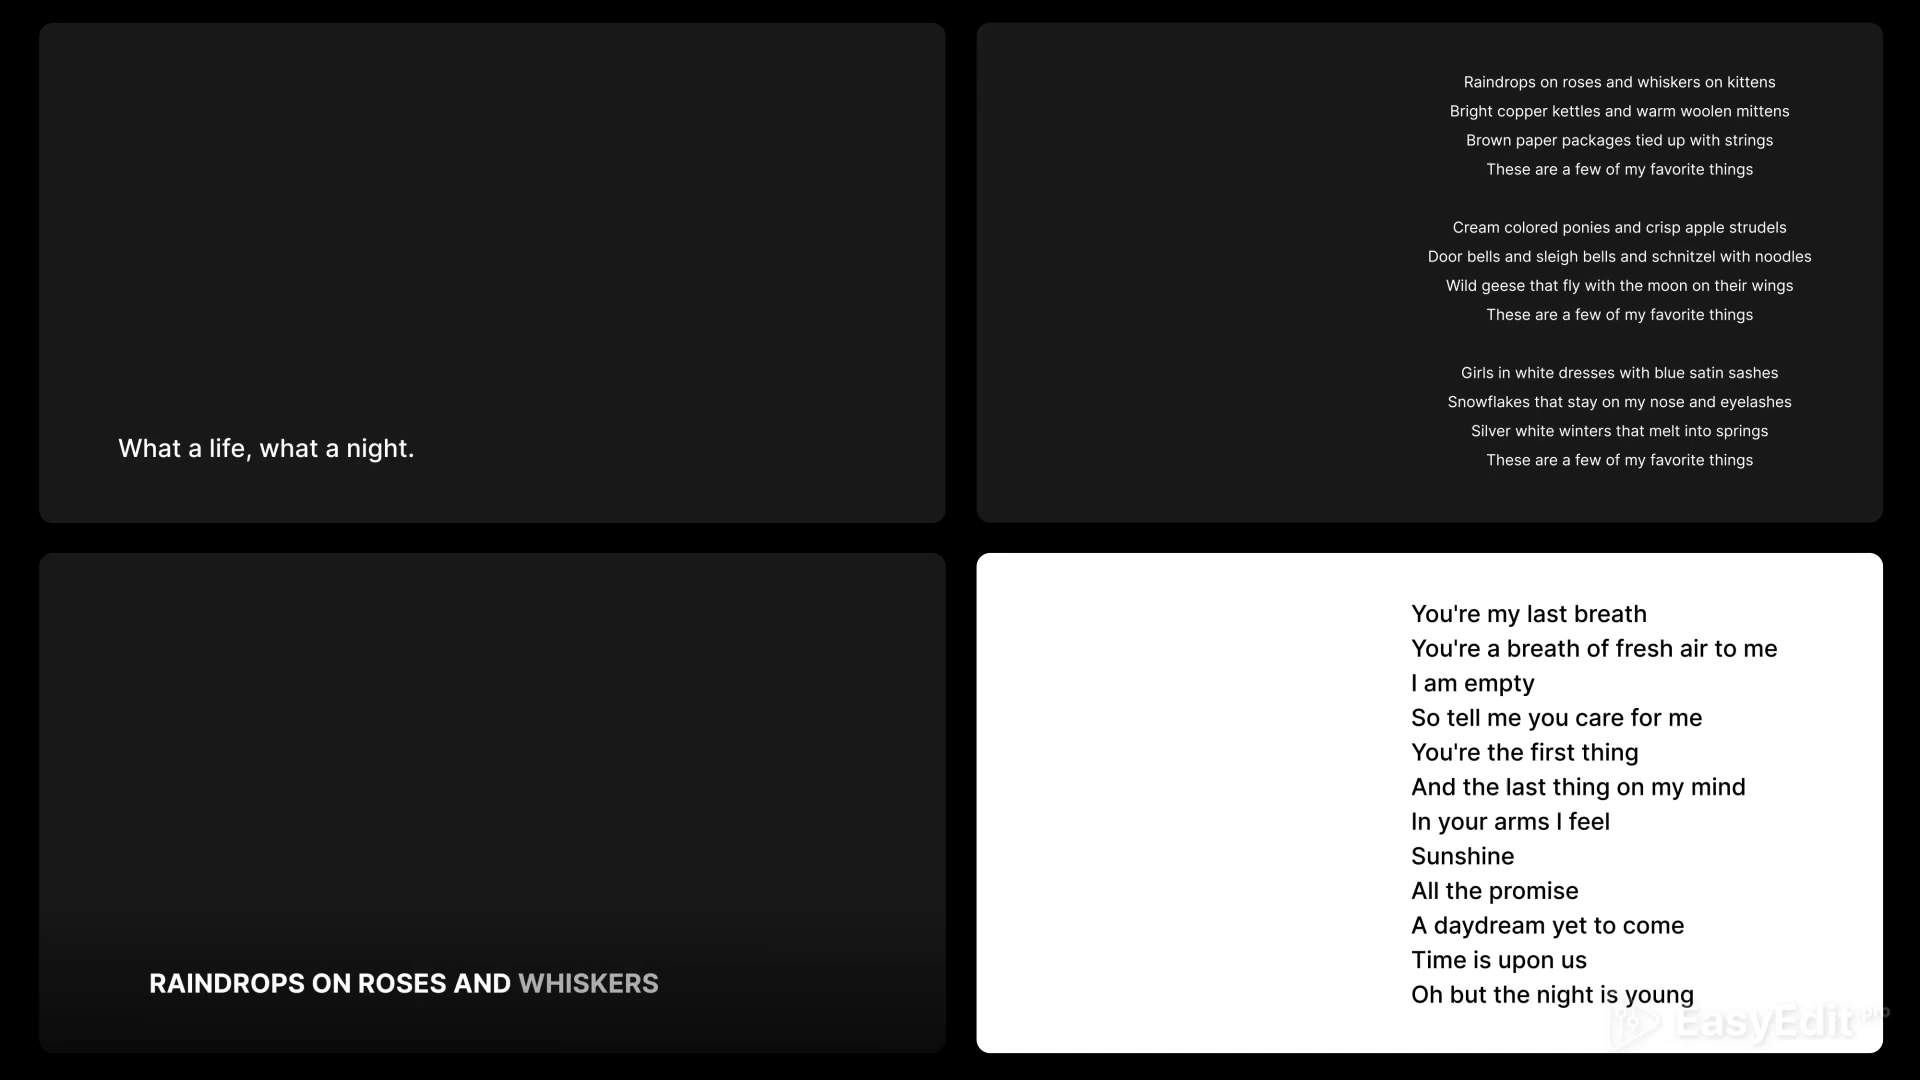 What a life, what a night.
Raindrops on roses and whiskers on kittens
Bright copper kettles and warm woolen mittens
Brown paper packages tied up with strings
These are a few of my favorite things
Cream colored ponies and crisp apple strudels
Door bells and sleigh bells and schnitzel with noodles
Wild geese that fly with the moon on their wings
These are a few of my favorite things
Girls in white dresses with blue satin sashes
Snowflakes that stay on my nose and eyelashes
Silver white winters that melt into springs
These are a few of my favorite things
RAINDROPS ON ROSES AND WHISKERS
You're my last breath
You're a breath of fresh air to me
I am empty
So tell me you care for me
You're the first thing
And the last thing on my mind
In your arms I feel
Sunshine
All the promise
A daydream yet to come
Time is upon us
Oh but the night is young
EasyEdit.pro